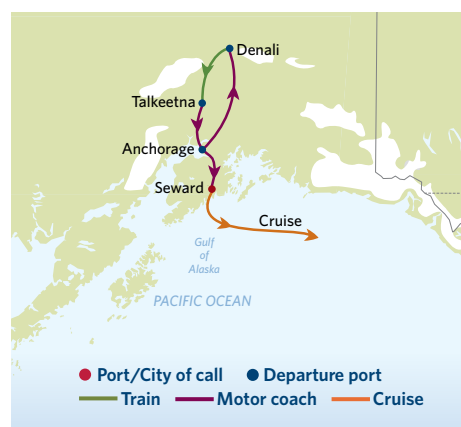 Denali
Talkeetna
Anchorage
Seward
Cruise
Gulf
of
Alaska
PACIFIC OCEAN
Port/City of call Departure port
Train Motor coach Cruise